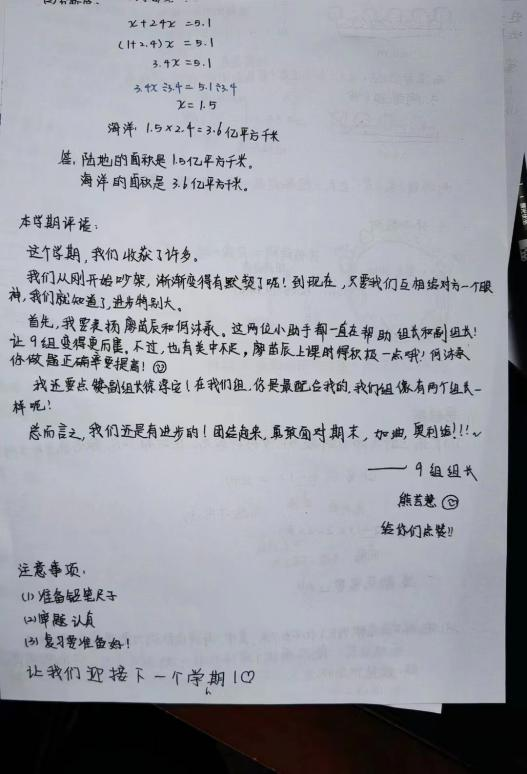 x+2.4x=5.1
(1+2.4)x=5.1
3.4x=5.1
3.4x÷3.4=5.1÷3.4
x=1.5
海洋:1.5×2.4=3.6亿平方千米
答:陆地的面积是1.5亿平方千米。
海洋的面积是3.6亿平方千米。
本学期评语:
这个学期,我们收获了许多。
我们从刚开始吵架,渐渐变得有默契了呢!到现在,只要我们互相给对方一个眼
神,我们就知道了,进步特别大。
首先,我要表扬廖苗辰和何沐承。这两位小助手都一直在帮助组长和副组长!
让9组变得更厉害。不过,也有美中不足,廖苗辰上课时得积极一点哦!何沐承
你做题正确率要提高!
我还要点赞副组长徐!在我们组,你是最配合我的,我们组像有两个组长一
样呢!
总而言之,我们还是有进步的!团结起来,勇敢面对期末,加油,奥利给!!!
——9组组长
熊芸慧
给你们点赞!!
注意事项:
(1)准备铅笔尺子
(2)审题认真
(3)复习要准备好!
让我们迎接下一个学期!♡